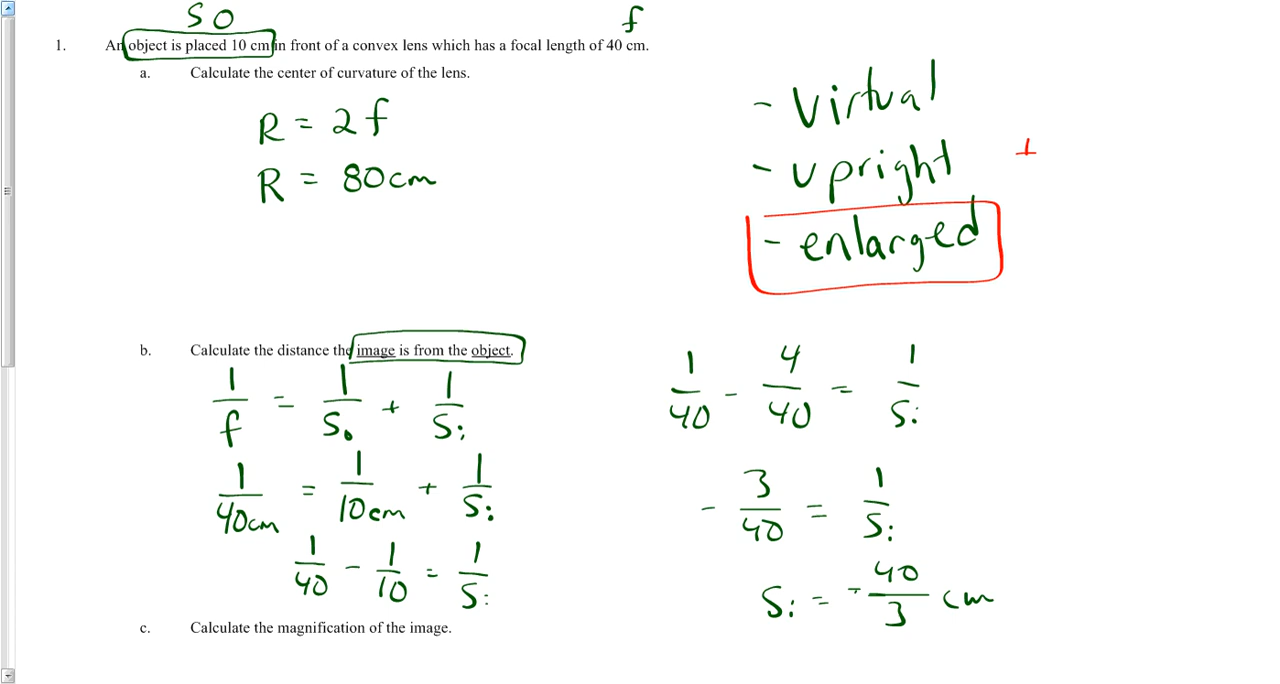 SO
f
1. An object is placed 10 cm in front of a convex lens which has a focal length of 40 cm.
a. Calculate the center of curvature of the lens.
R = 2f
R = 80cm
- Virtual
- upright +
- enlarged
b. Calculate the distance the image is from the object.
1/f = 1/So + 1/Si
1/40cm = 1/10cm + 1/Si
1/40 - 1/10 = 1/Si
1/40 - 4/40 = 1/Si
- 3/40 = 1/Si
Si = - 40/3 cm
c. Calculate the magnification of the image.